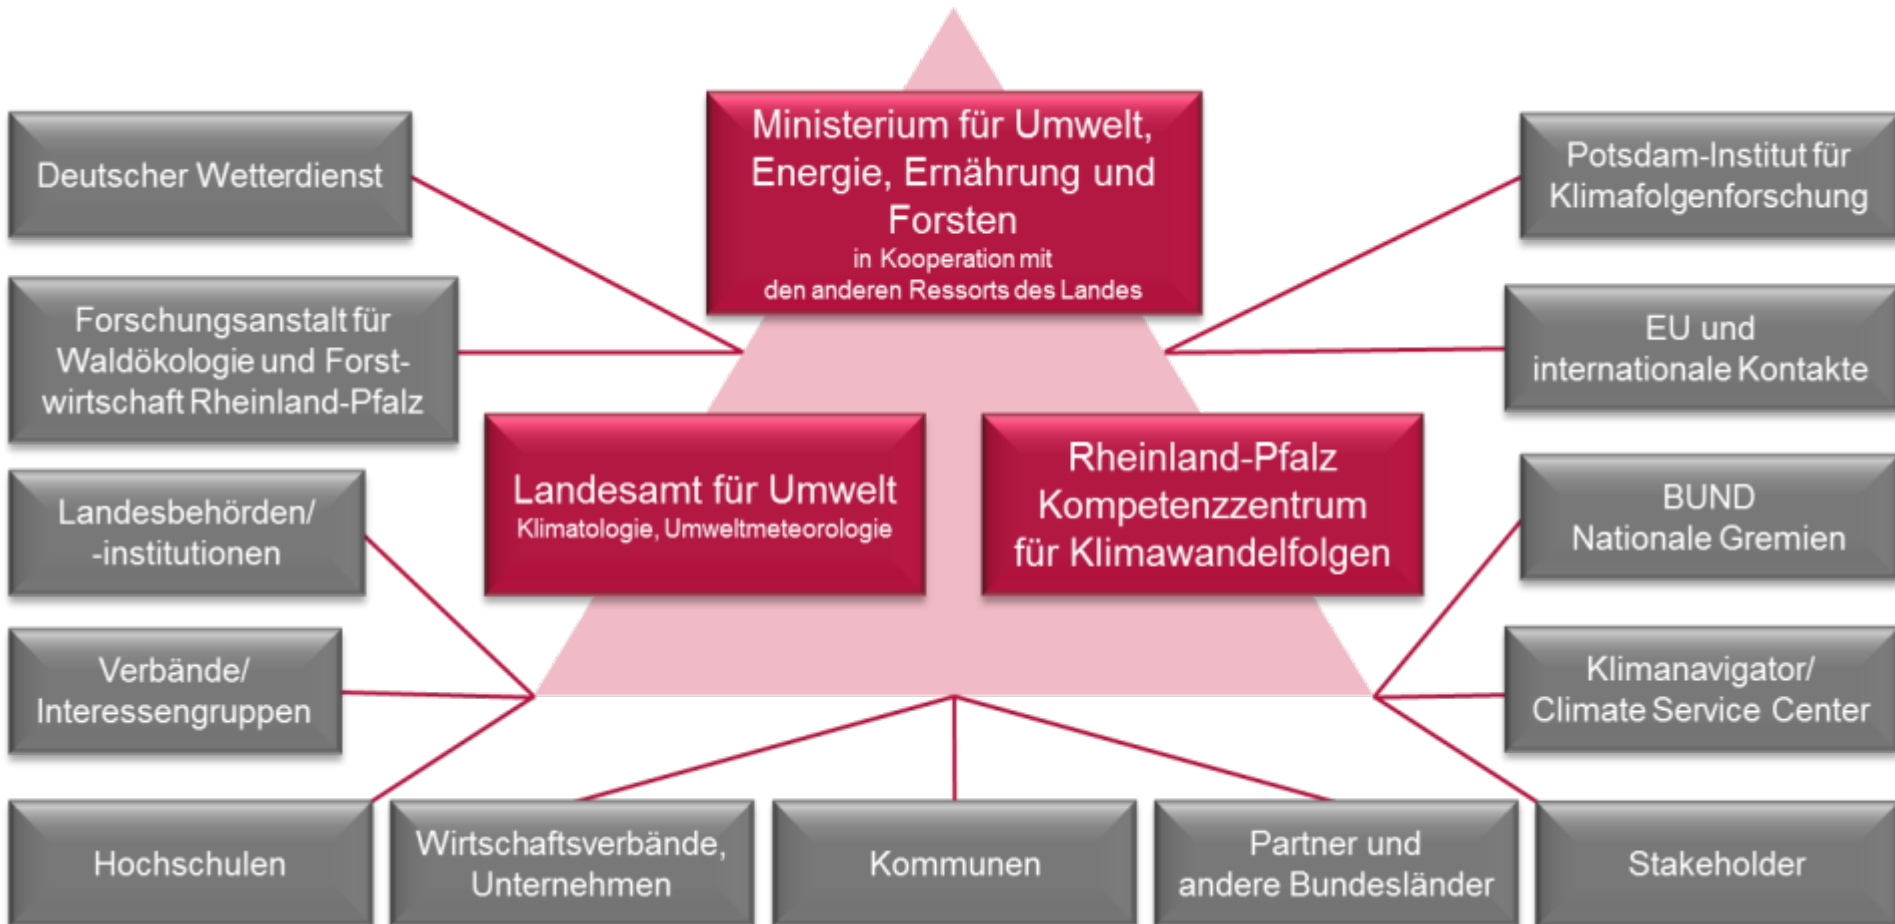 Ministerium für Umwelt,
Energie, Ernährung und
Forsten
in Kooperation mit
den anderen Ressorts des Landes
Deutscher Wetterdienst
Potsdam-Institut für
Klimafolgenforschung
Forschungsanstalt für
Waldökologie und Forst-
wirtschaft Rheinland-Pfalz
EU und
internationale Kontakte
Landesamt für Umwelt
Klimatologie, Umweltmeteorologie
Rheinland-Pfalz
Kompetenzzentrum
für Klimawandelfolgen
Landesbehörden/
-institutionen
BUND
Nationale Gremien
Verbände/
Interessengruppen
Klimanavigator/
Climate Service Center
Hochschulen
Wirtschaftsverbände,
Unternehmen
Kommunen
Partner und
andere Bundesländer
Stakeholder